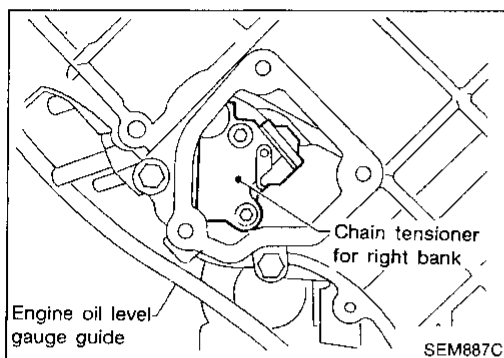 Chain tensioner
for right bank
Engine oil level
gauge guide
SEM887C